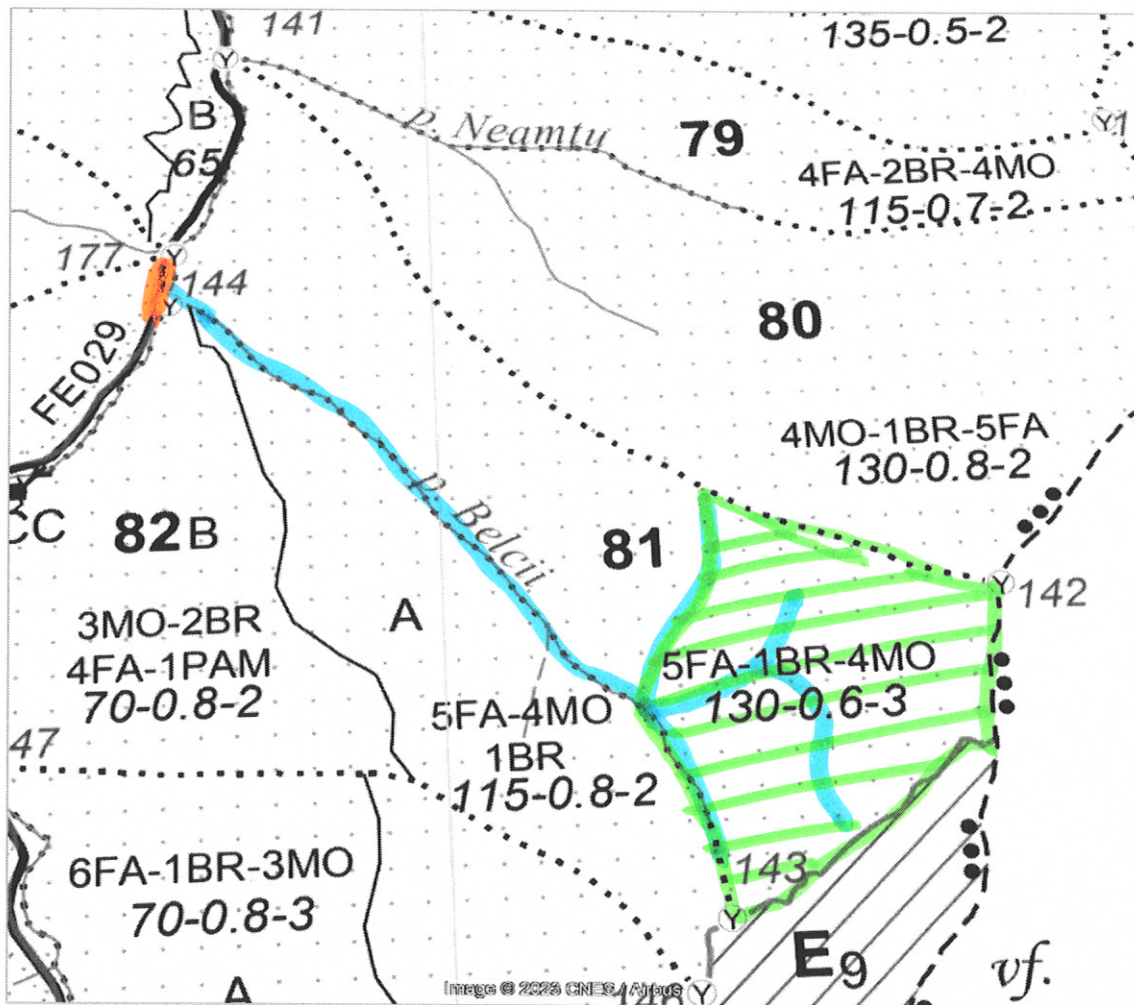 141
135-0.5-2
B
65
p. Neamtu
79
4FA-2BR-4MO
115-0.7-2
177
144
80
FE029
4MO-1BR-5FA
130-0.8-2
CC
82B
p. Belcii
81
142
A
3MO-2BR
4FA-1PAM
70-0.8-2
5FA-1BR-4MO
130-0.6-3
5FA-4MO
1BR
115-0.8-2
47
143
6FA-1BR-3MO
70-0.8-3
E9
vf.
A
Image © 2023 CNES / Airbus